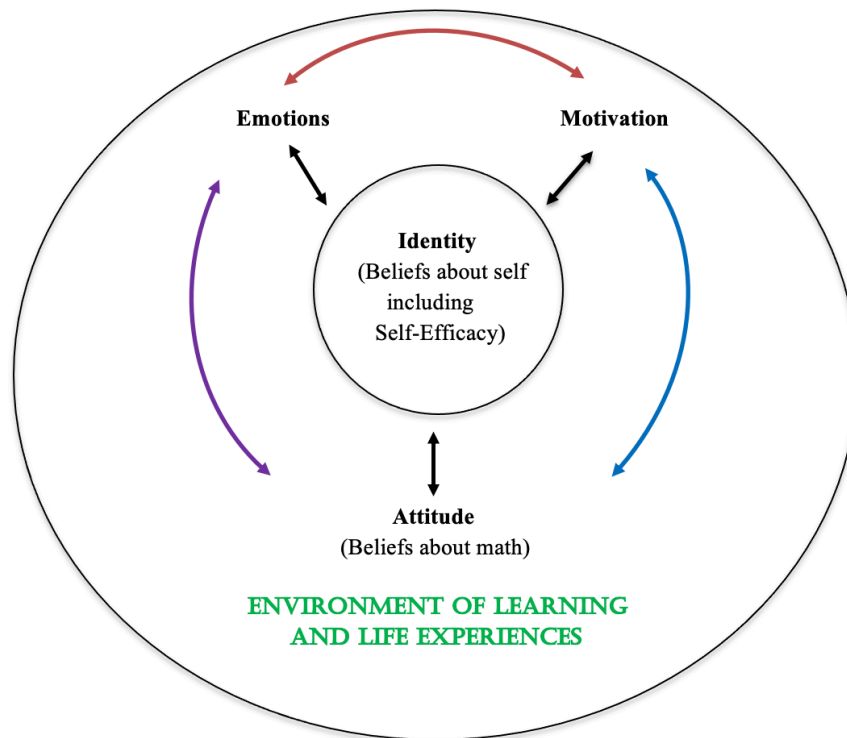 Emotions
Motivation
Identity
(Beliefs about self
including
Self-Efficacy)
Attitude
(Beliefs about math)
ENVIRONMENT OF LEARNING
AND LIFE EXPERIENCES